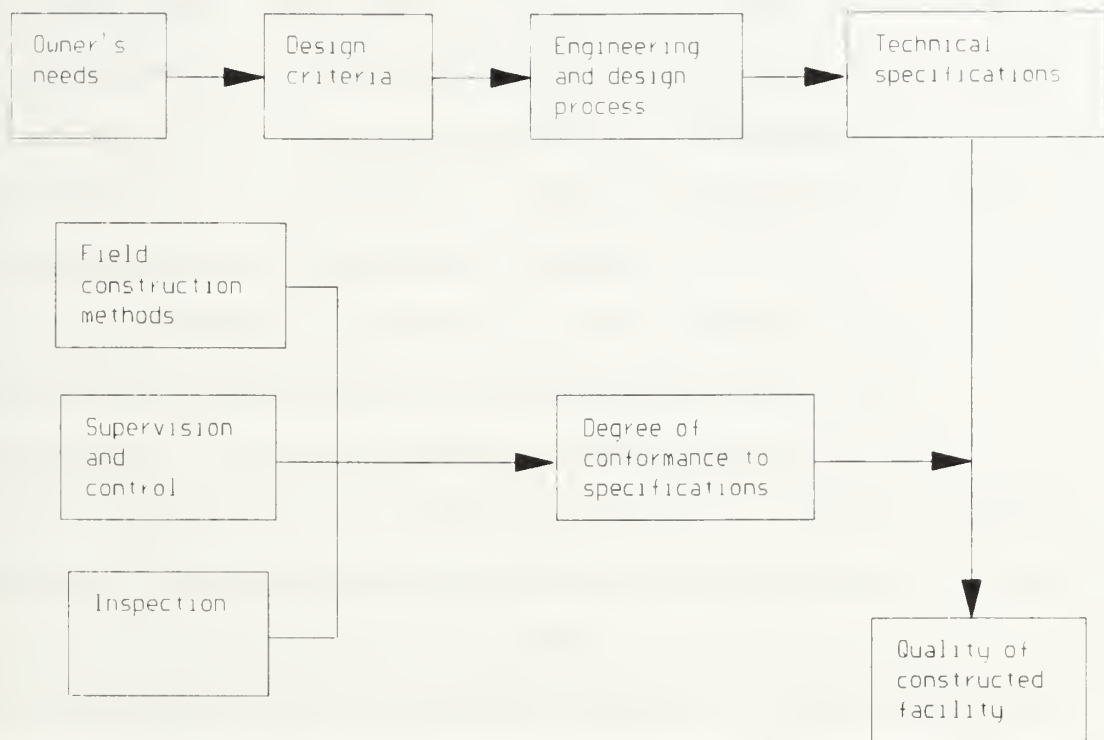 Owner's
needs
Design
criteria
Engineering
and design
process
Technical
specifications
Field
construction
methods
Supervision
and
control
Degree of
conformance to
specifications
Inspection
Quality of
constructed
facility